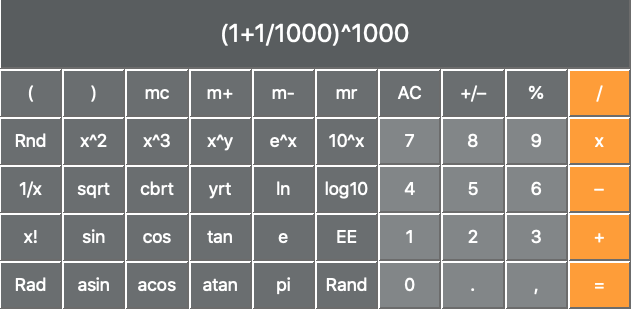 (1+1/1000)^1000
( ) mc m+ m- mr AC +/– % /
Rnd x^2 x^3 x^y e^x 10^x 7 8 9 x
1/x sqrt cbrt yrt ln log10 4 5 6 –
x! sin cos tan e EE 1 2 3 +
Rad asin acos atan pi Rand 0 . , =